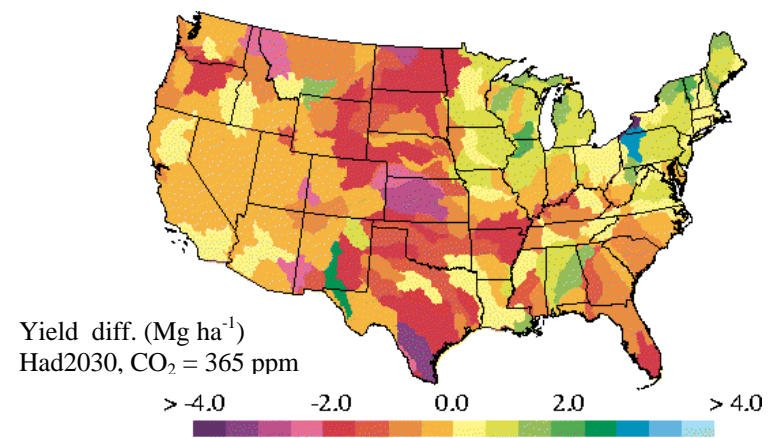 Yield diff. (Mg ha⁻¹)
Had2030, CO₂ = 365 ppm
> -4.0 -2.0 0.0 2.0 > 4.0